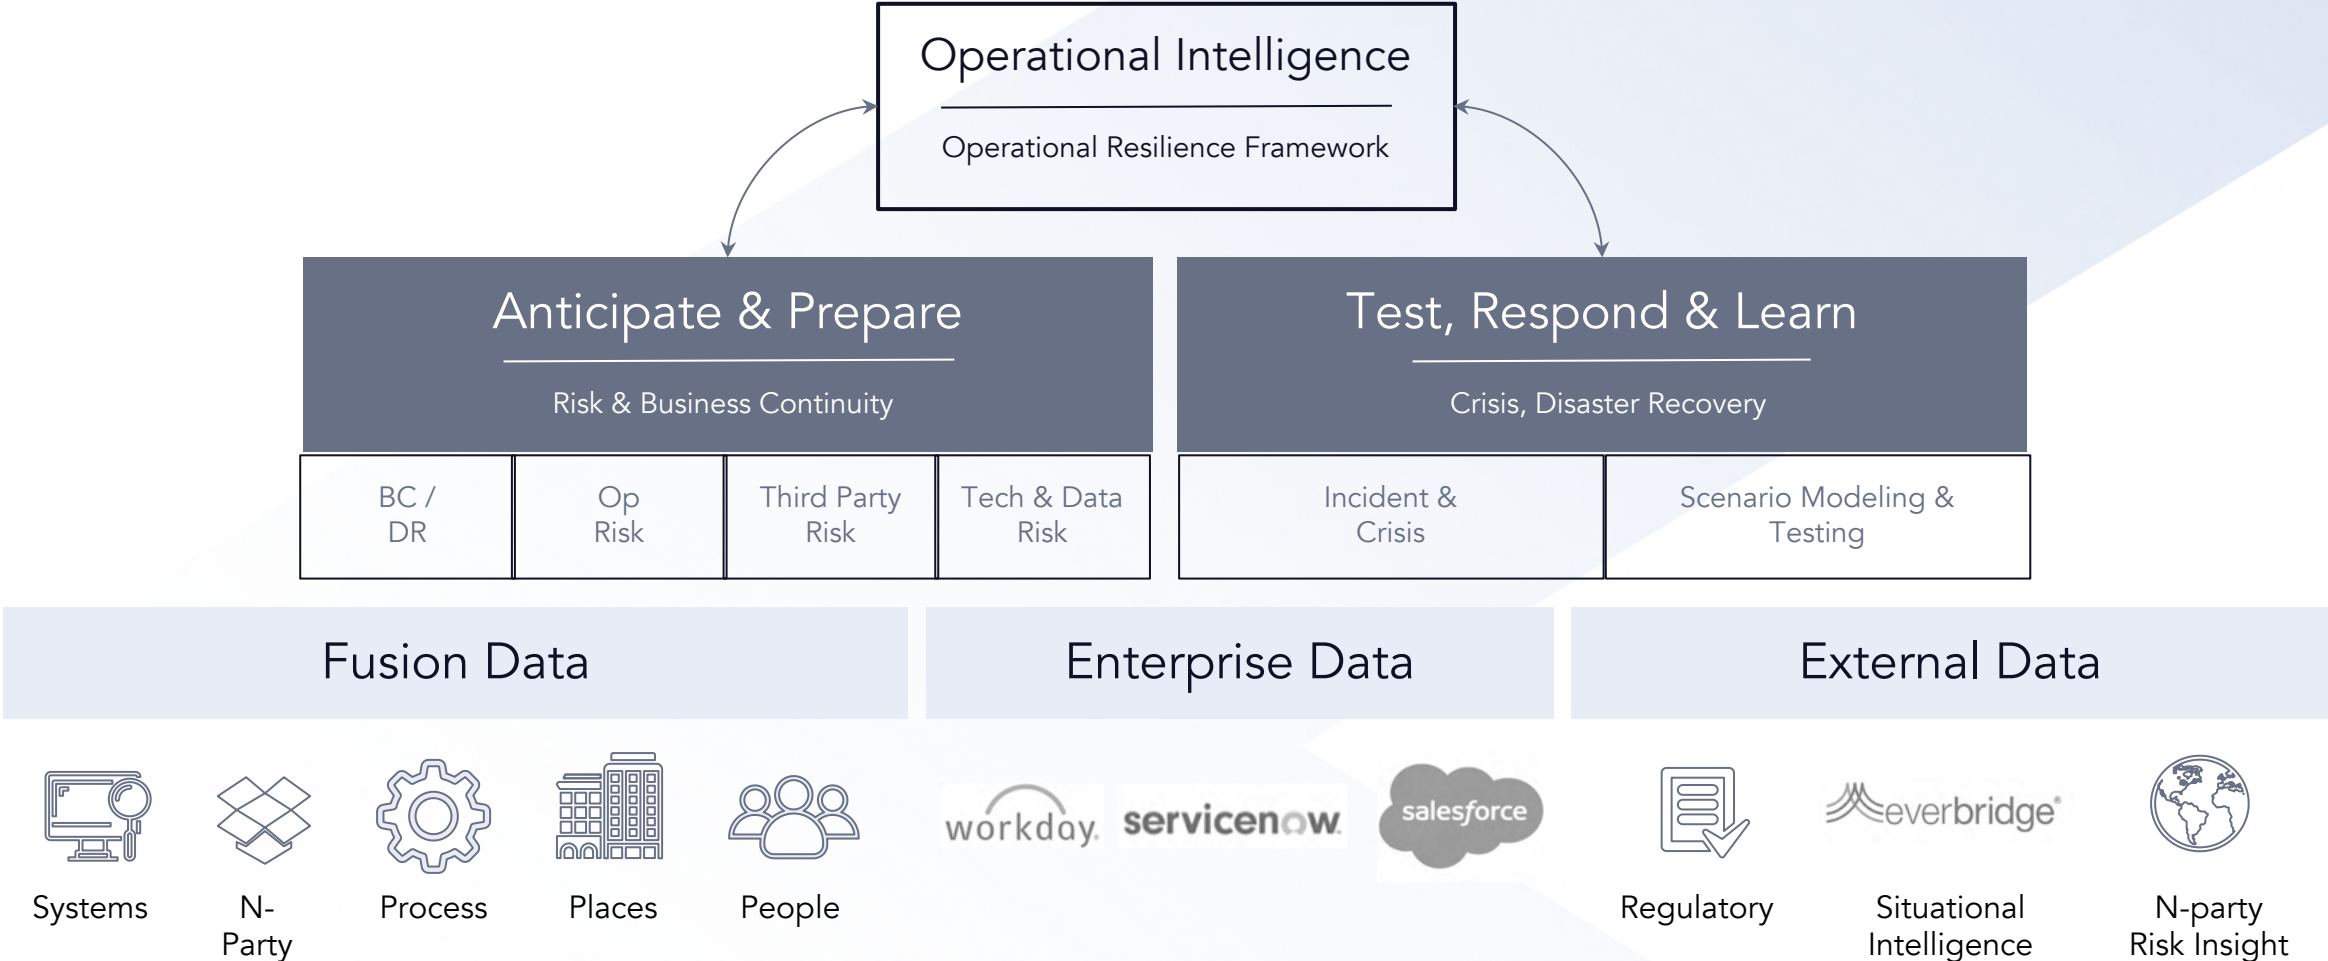 Operational Intelligence
Operational Resilience Framework
Anticipate & Prepare
Risk & Business Continuity
Test, Respond & Learn
Crisis, Disaster Recovery
BC /
DR
Op
Risk
Third Party
Risk
Tech & Data
Risk
Incident &
Crisis
Scenario Modeling &
Testing
Fusion Data
Enterprise Data
External Data
workday.
servicenow.
salesforce
everbridge®
Systems
N-
Party
Process
Places
People
Regulatory
Situational
Intelligence
N-party
Risk Insight